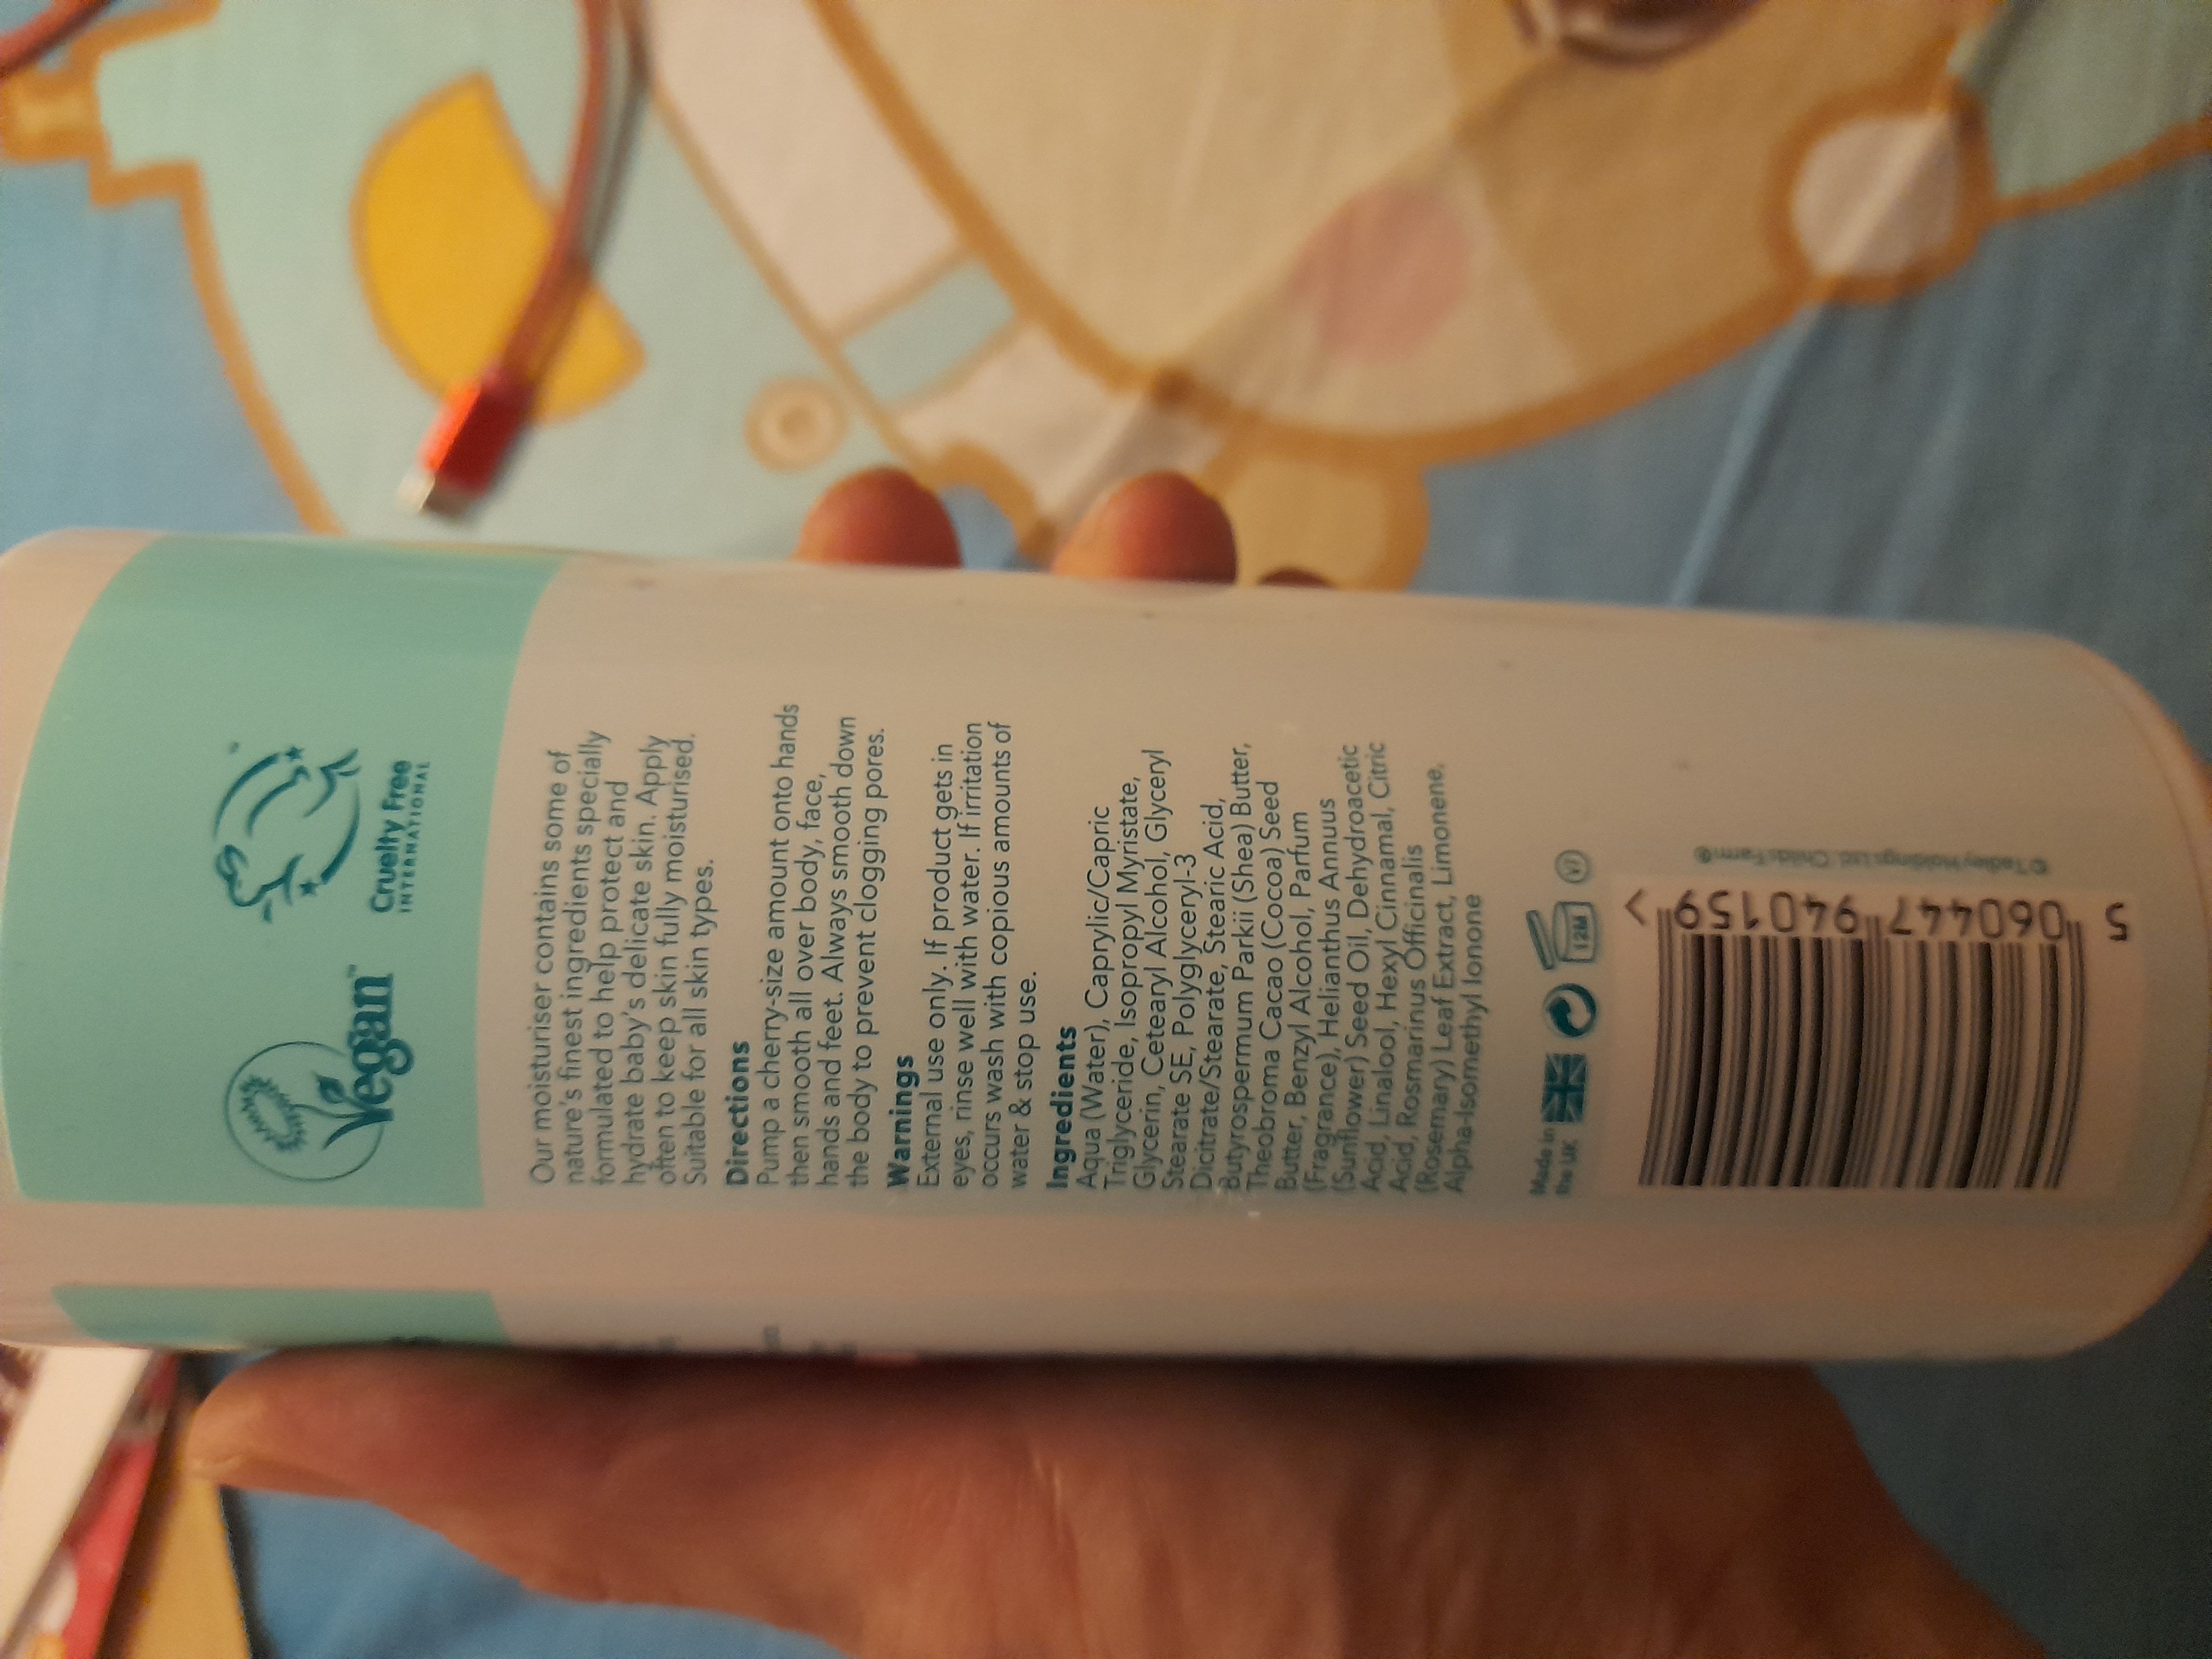 Vegan™
Cruelty Free
INTERNATIONAL
Our moisturiser contains some of
nature's finest ingredients specially
formulated to help protect and
hydrate baby's delicate skin. Apply
often to keep skin fully moisturised.
Suitable for all skin types.
Directions
Pump a cherry-size amount onto hands
then smooth all over body, face,
hands and feet. Always smooth down
the body to prevent clogging pores.
Warnings
External use only. If product gets in
eyes, rinse well with water. If irritation
occurs wash with copious amounts of
water & stop use.
Ingredients
Aqua (Water), Caprylic/Capric
Triglyceride, Isopropyl Myristate,
Glycerin, Cetearyl Alcohol, Glyceryl
Stearate SE, Polyglyceryl-3
Dicitrate/Stearate, Stearic Acid,
Butyrospermum Parkii (Shea) Butter,
Theobroma Cacao (Cocoa) Seed
Butter, Benzyl Alcohol, Parfum
(Fragrance), Helianthus Annuus
(Sunflower) Seed Oil, Dehydroacetic
Acid, Linalool, Hexyl Cinnamal, Citric
Acid, Rosmarinus Officinalis
(Rosemary) Leaf Extract, Limonene,
Alpha-Isomethyl Ionone
Made in
the UK
12M
5 060447 940159 >
©Tadley Holdings Ltd. Childs Farm®